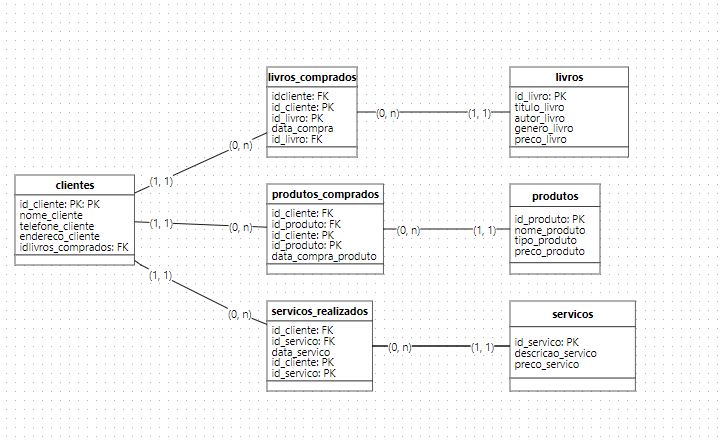 livros_comprados
idcliente: FK
id_cliente: PK
id_livro: PK
data_compra
id_livro: FK
(0, n)
(1, 1)
livros
id_livro: PK
titulo_livro
autor_livro
genero_livro
preco_livro
(0, n)
(1, 1)
clientes
id_cliente: PK: PK
nome_cliente
telefone_cliente
endereco_cliente
idlivros_comprados: FK
(1, 1)
(0, n)
produtos_comprados
id_cliente: FK
id_produto: FK
id_cliente: PK
id_produto: PK
data_compra_produto
(0, n)
(1, 1)
produtos
id_produto: PK
nome_produto
tipo_produto
preco_produto
(1, 1)
(0, n)
servicos_realizados
id_cliente: FK
id_servico: FK
data_servico
id_cliente: PK
id_servico: PK
(0, n)
(1, 1)
servicos
id_servico: PK
descricao_servico
preco_servico